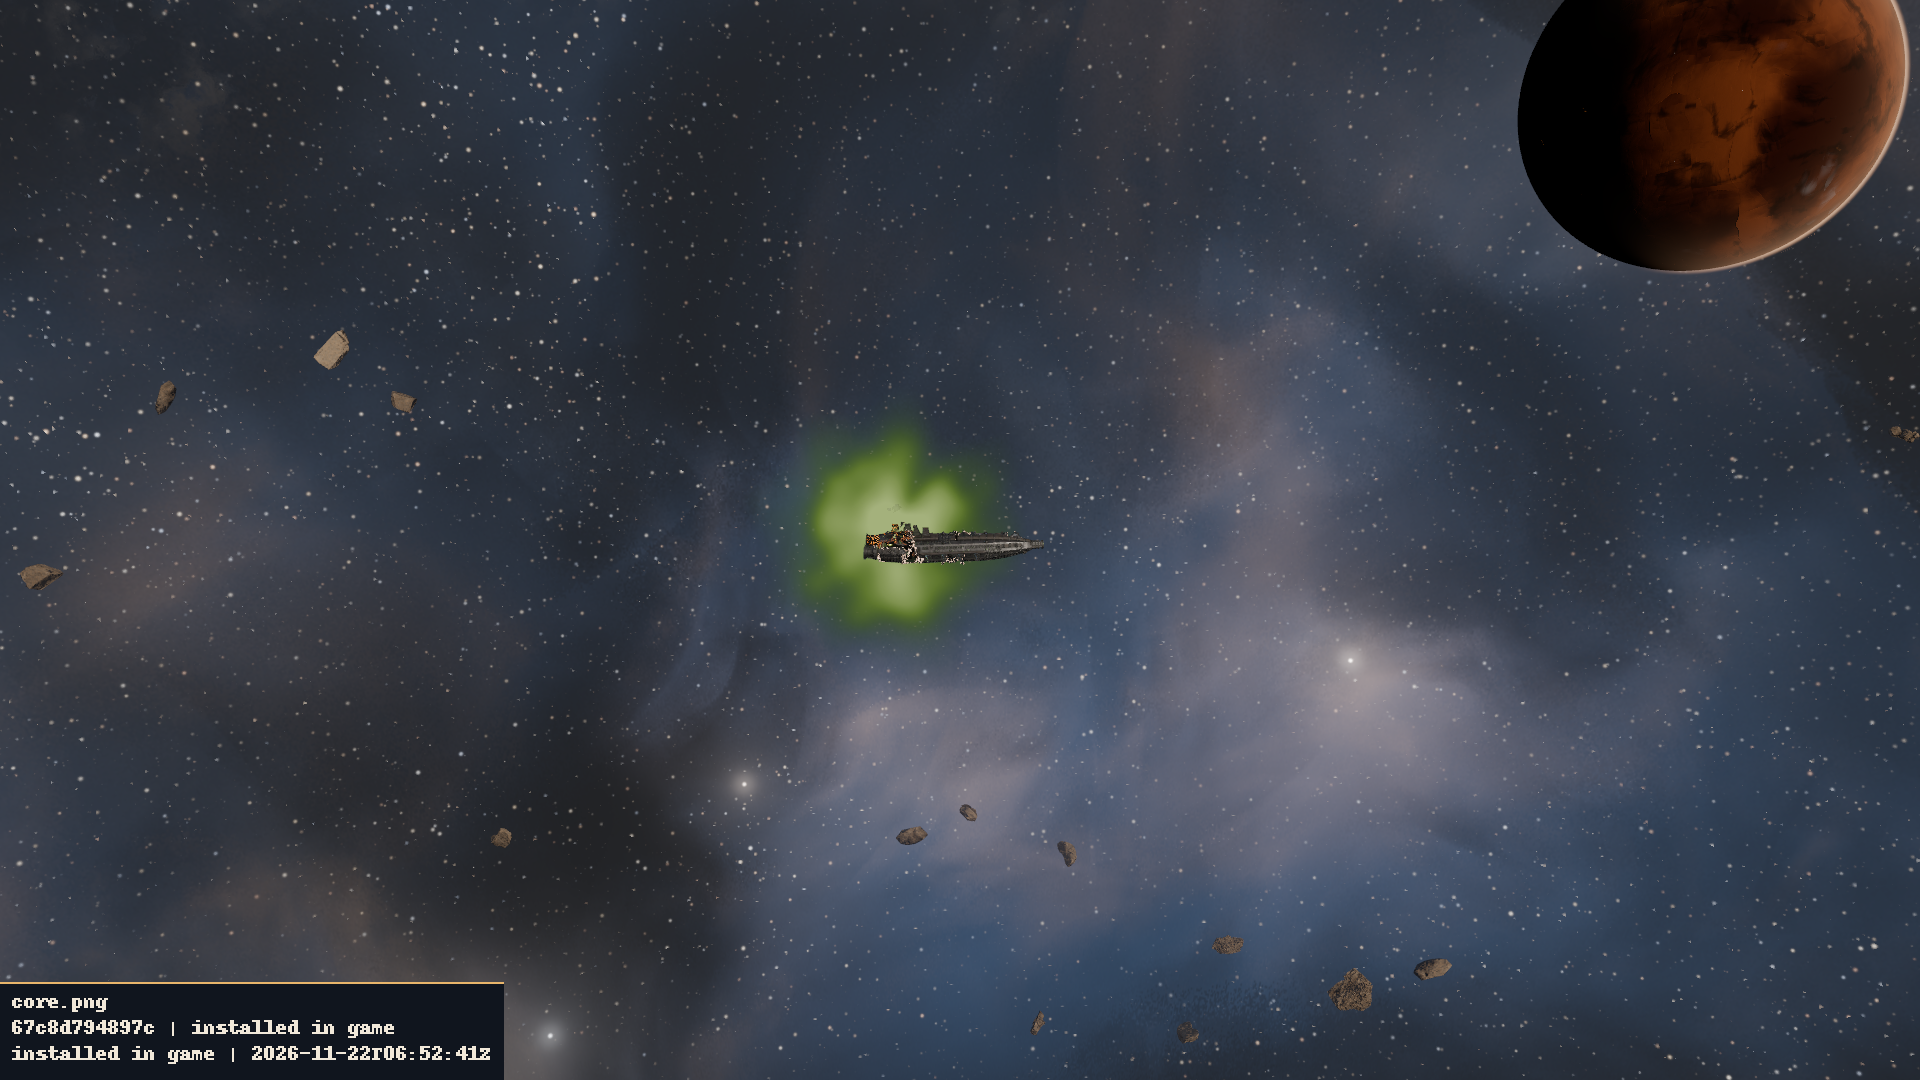 core.png
67c8d794897c | installed in game
installed in game | 2026-11-22T06:52:41Z